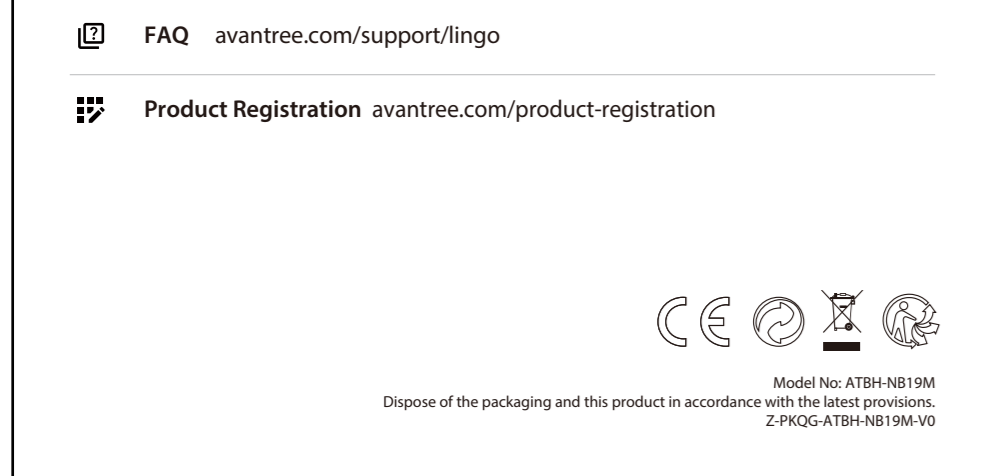 FAQ avantree.com/support/lingo
Product Registration avantree.com/product-registration
CE
Model No: ATBH-NB19M
Dispose of the packaging and this product in accordance with the latest provisions.
Z-PKQG-ATBH-NB19M-V0